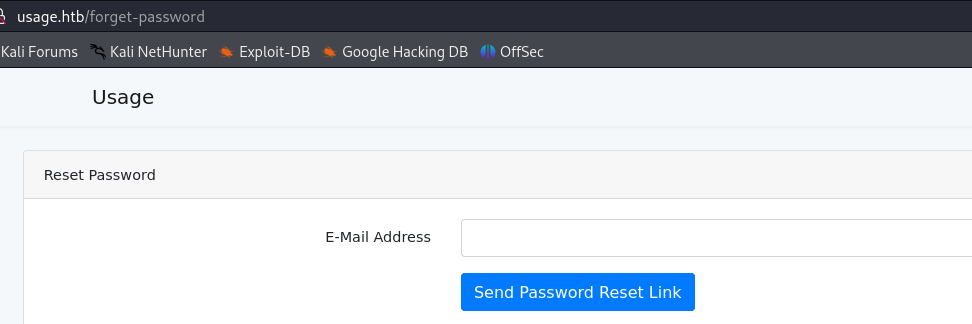 usage.htb/forget-password
Kali Forums Kali NetHunter Exploit-DB Google Hacking DB OffSec
Usage
Reset Password
E-Mail Address
Send Password Reset Link